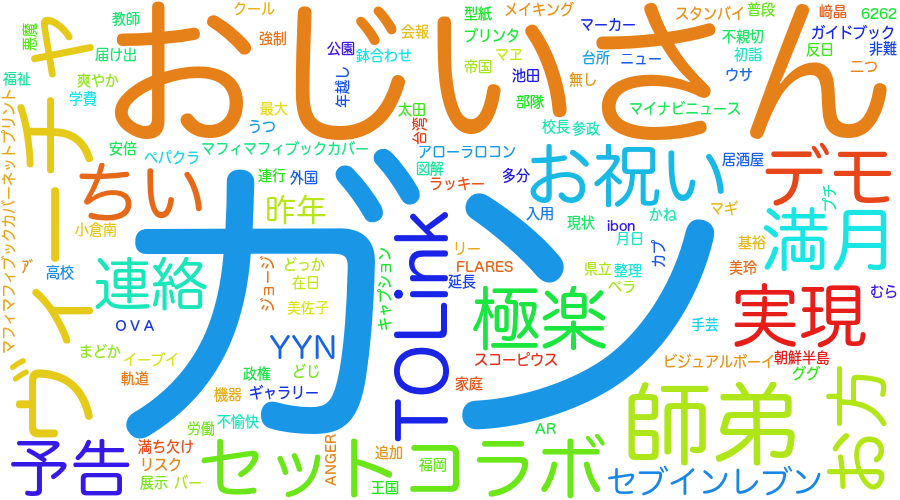 教師
クール
おじいさん
会報
型紙
メイキング
スタンバイ
普段
﨑晶
6262
悪魔
届け出
強制
公園
鉢合わせ
プリンタ
マーカー
不親切
ガイドブック
マヱ
台所
ニュー
初詣
反日
非難
福祉
爽やか
帝国
池田
無し
ウサ
二つ
学費
年越し
最大
太田
部隊
マイナビニュース
ヴィーチャ
うつ
台湾
校長
参政
安倍
マフィマフィブックカバー
アローラロコン
お祝い
居酒屋
デモ
ペパクラ
図解
マフィマフィブックカバーネットプリント
ちい
連行
外国
ラッキー
多分
プチ
昨年
入用
かね
マギ
満月
小倉南
ガン
TOLink
現状
ibon
月日
カプ
基裕
高校
連絡
ジョージ
どっか
キャプション
リー
FLARES
県立
整理
美玲
在日
延長
ベラ
むら
美佐子
極楽
実現
OVA
手芸
まどか
イーブイ
YYN
スコーピウス
ビジュアルボーイ
朝鮮半島
軌道
政権
どじ
家庭
ググ
機器
ギャラリー
師弟
お方
労働
不愉快
AR
予告
満ち欠け
セットコラボ
リスク
ANGER
追加
福岡
セブインレブン
展示
バー
王国